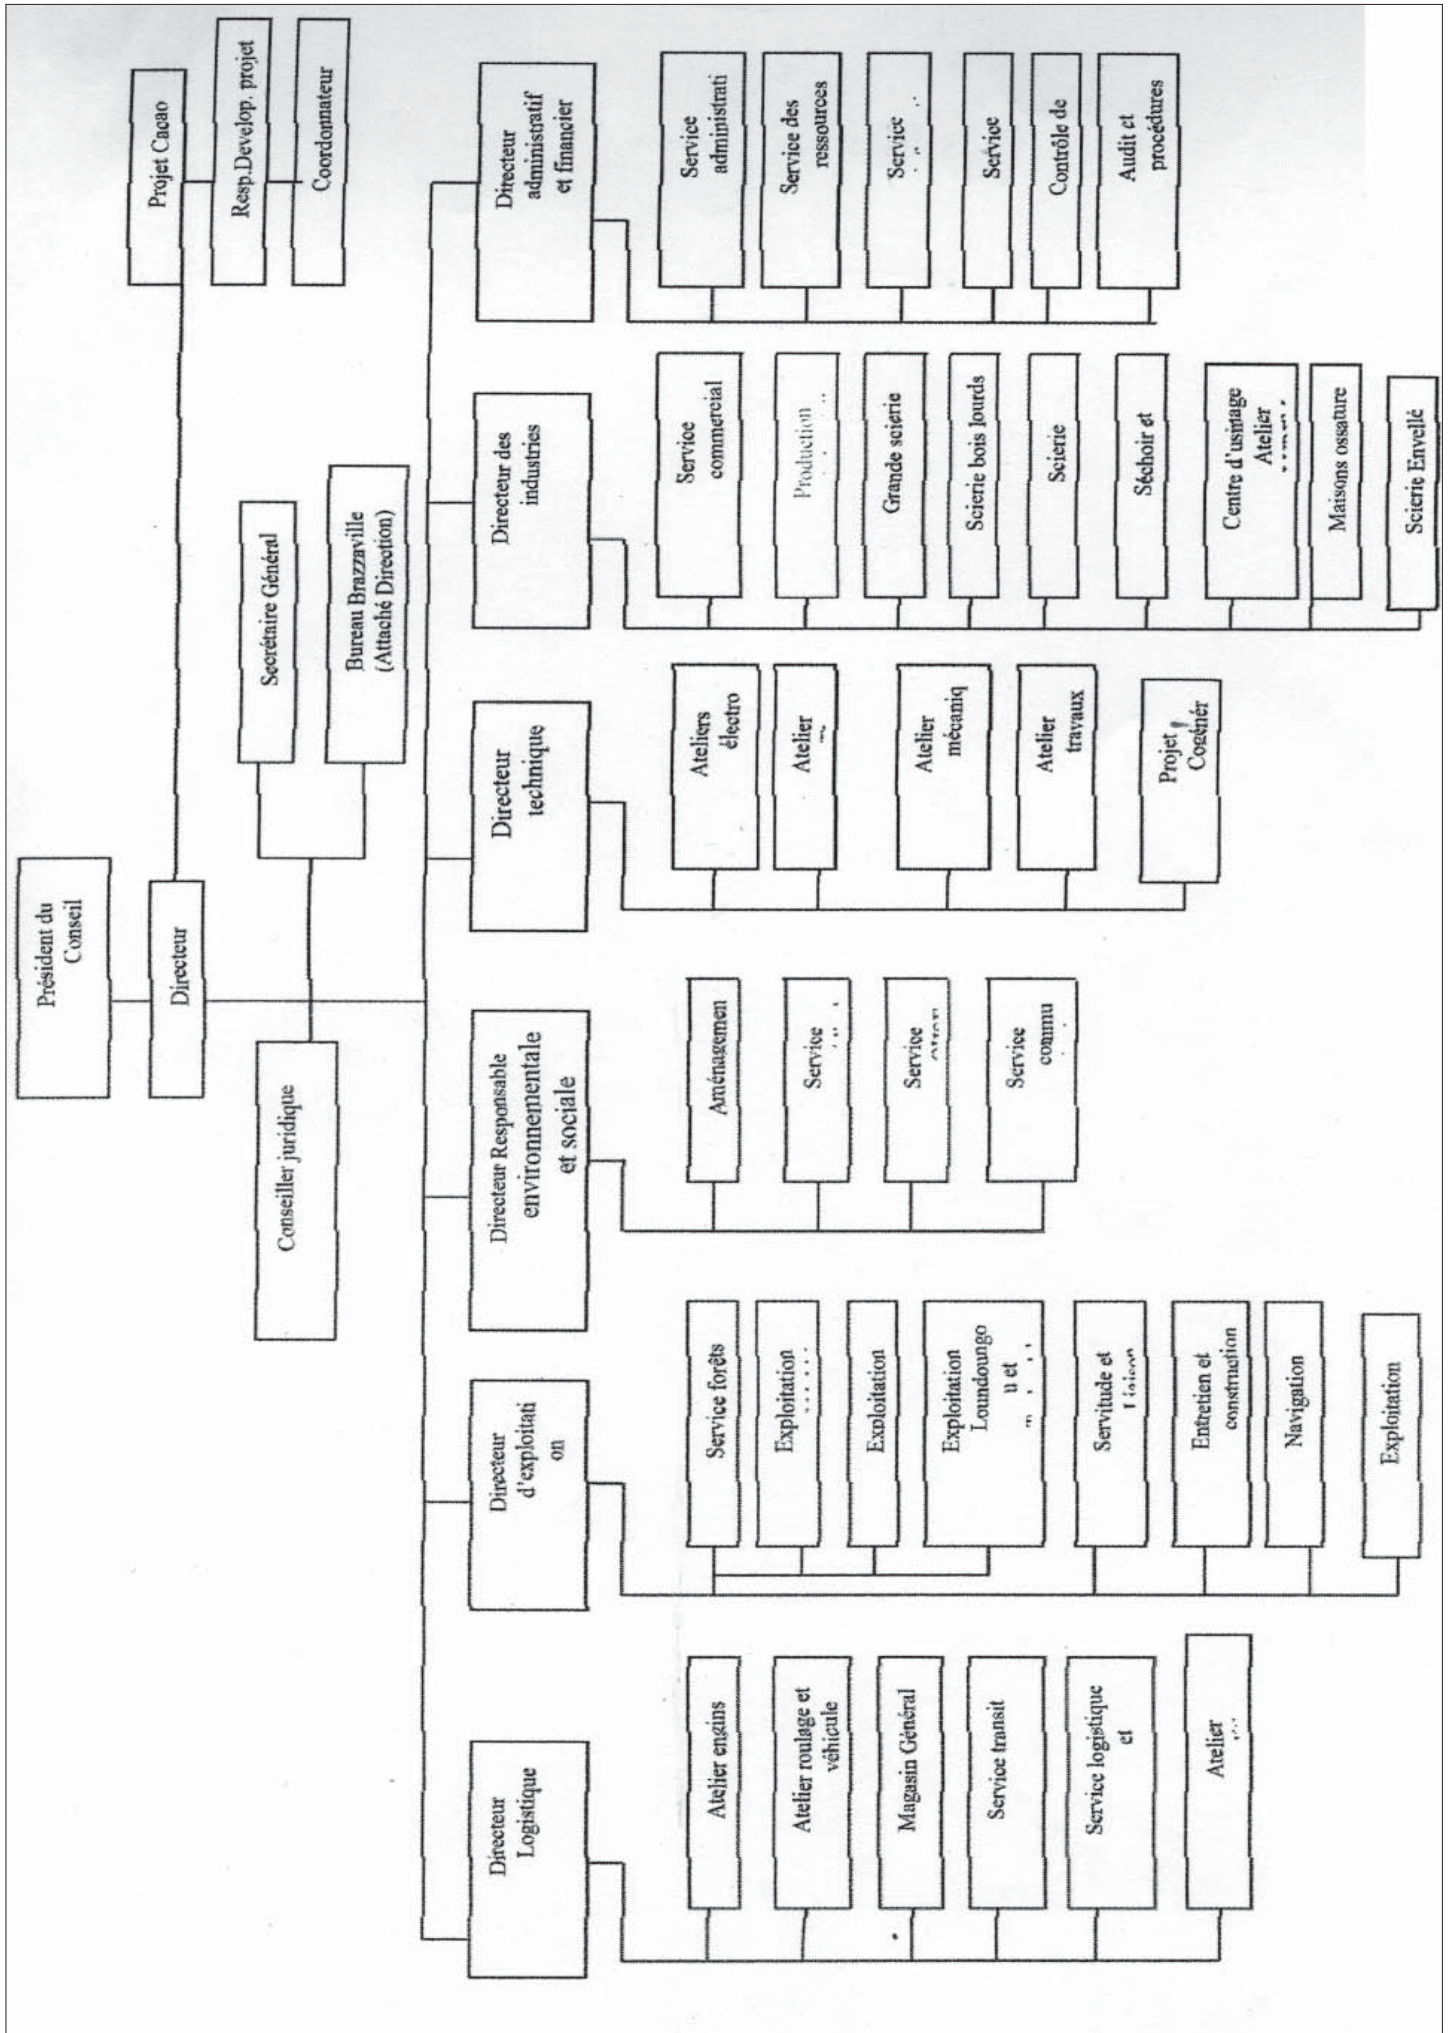 Président du
Conseil
Directeur
Projet Cacao
Resp.Develop. projet
Coordonnateur
Conseiller juridique
Secrétaire Général
Bureau Brazzaville
(Attaché Direction)
Directeur
Logistique
Atelier engins
Atelier roulage et
véhicule
Magasin Général
Service transit
Service logistique
et
Atelier
Directeur
d'exploitati
on
Service forêts
Exploitation
Exploitation
Exploitation
Loundoungo
u et
Servitude et
Liaison
Entretien et
construction
Navigation
Exploitation
Directeur Responsable
environnementale
et sociale
Aménagemen
Service
Service
Service
commu
Directeur
technique
Ateliers
électro
Atelier
Atelier
mécaniq
Atelier
travaux
Projet
Cogénér
Directeur des
industries
Service
commercial
Production
Grande scierie
Scierie bois lourds
Scierie
Séchoir et
Centre d'usinage
Atelier
Maisons ossature
Scierie Envellé
Directeur
administratif
et financier
Service
administrati
Service des
ressources
Service
Service
Contrôle de
Audit et
procédures